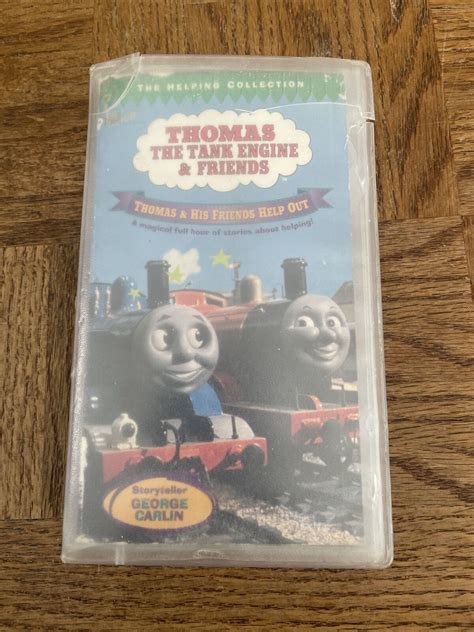 THE HELPING COLLECTION
THOMAS
THE TANK ENGINE
& FRIENDS
THOMAS & HIS FRIENDS HELP OUT
A magical full hour of stories about helping!
Storyteller
GEORGE
CARLIN